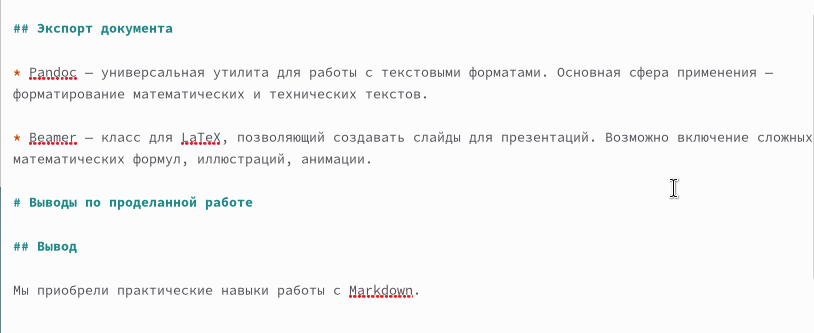 ## Экспорт документа
* Pandoc — универсальная утилита для работы с текстовыми форматами. Основная сфера применения —
форматирование математических и технических текстов.
* Beamer — класс для LaTeX, позволяющий создавать слайды для презентаций. Возможно включение сложных
математических формул, иллюстраций, анимации.
# Выводы по проделанной работе
## Вывод
Мы приобрели практические навыки работы с Markdown.